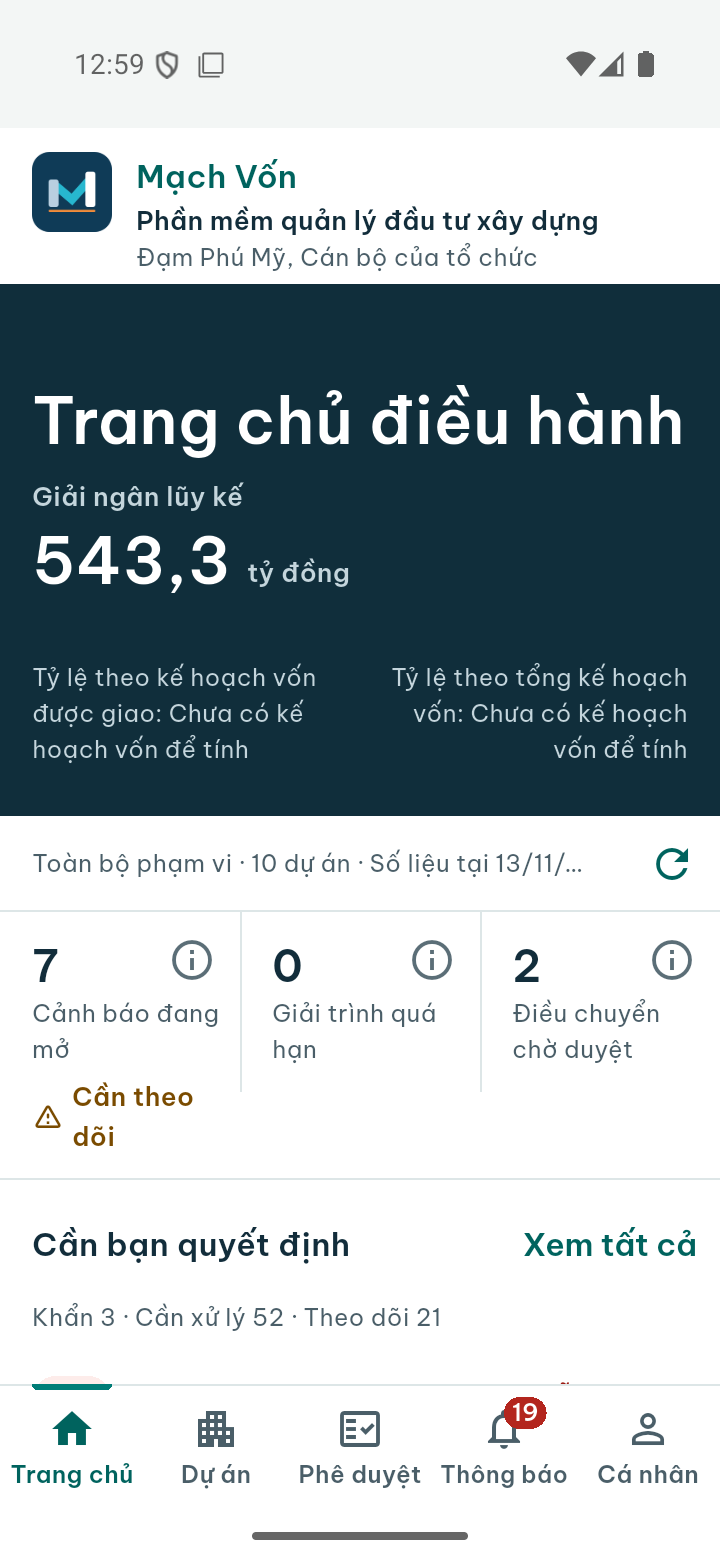 12:59
Mạch Vốn
Phần mềm quản lý đầu tư xây dựng
Đạm Phú Mỹ, Cán bộ của tổ chức
Trang chủ điều hành
Giải ngân lũy kế
543,3 tỷ đồng
Tỷ lệ theo kế hoạch vốn
được giao: Chưa có kế
hoạch vốn để tính
Tỷ lệ theo tổng kế hoạch
vốn: Chưa có kế hoạch
vốn để tính
Toàn bộ phạm vi · 10 dự án · Số liệu tại 13/11/...
7
Cảnh báo đang
mở
Cần theo
dõi
0
Giải trình quá
hạn
2
Điều chuyển
chờ duyệt
Cần bạn quyết định
Xem tất cả
Khẩn 3 · Cần xử lý 52 · Theo dõi 21
19
Trang chủ
Dự án
Phê duyệt
Thông báo
Cá nhân